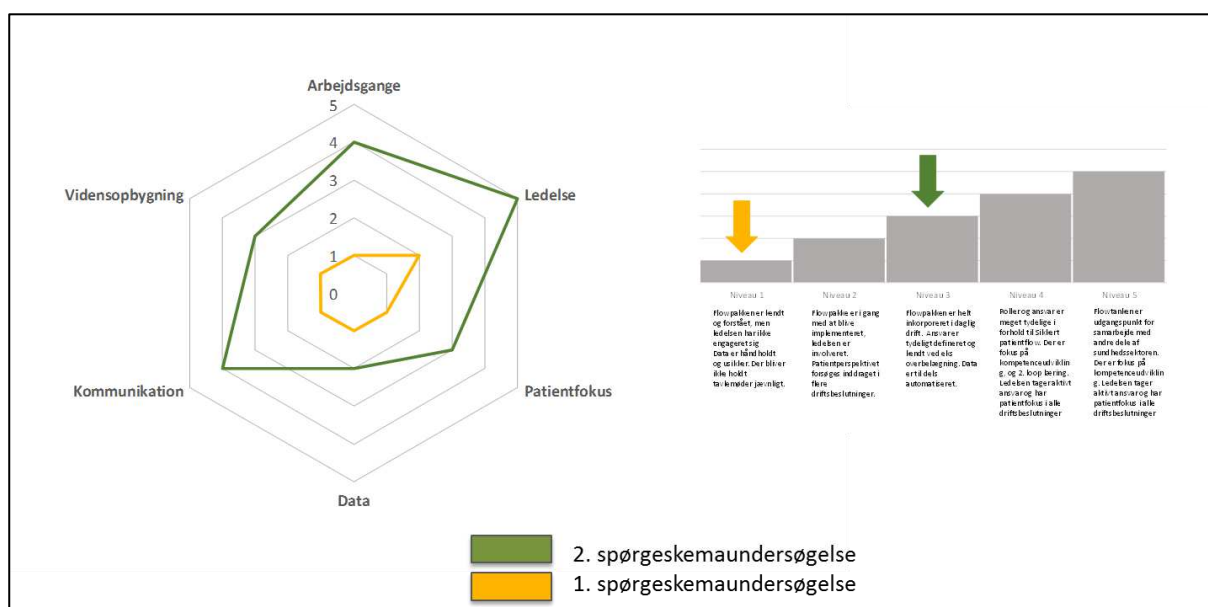 Arbejdsgange
5
4
3
2
1
0
Ledelse
Patientfokus
Data
Kommunikation
Vidensopbygning
Niveau 1
Flowpakken er kendt
og forstået, men
ledelsen har ikke
engageret sig
Data er hånd holdt
og usikker. Der bliver
ikke holdt
tavlemøder jævnligt.
Niveau 2
Flowpakke er i gang
med at blive
implementeret,
ledelsen er
involveret.
Patientperspektivet
forsøges inddraget i
flere
driftsbeslutninger.
Niveau 3
Flowpakken er helt
inkorporeret i daglig
drift. Ansvar er
tydeligt defineret og
kendt ved eks
overbelægning. Data
er til dels
automatiseret.
Niveau 4
Roller og ansvar er
meget tydelige i
forhold til Sikkert
patientflow. Der er
fokus på
kompetenceudviklin
g, og 2. loop læring.
Ledelsen tager aktivt
ansvar og har
patientfokus i alle
driftsbeslutninger
Niveau 5
Flowtanken er
udgangspunkt for
samarbejde med
andre dele af
sundhedssektoren.
Der er fokus på
kompetenceudviklin
g. Ledelsen tager
aktivt ansvar og har
patientfokus i alle
driftsbeslutninger
2. spørgeskemaundersøgelse
1. spørgeskemaundersøgelse